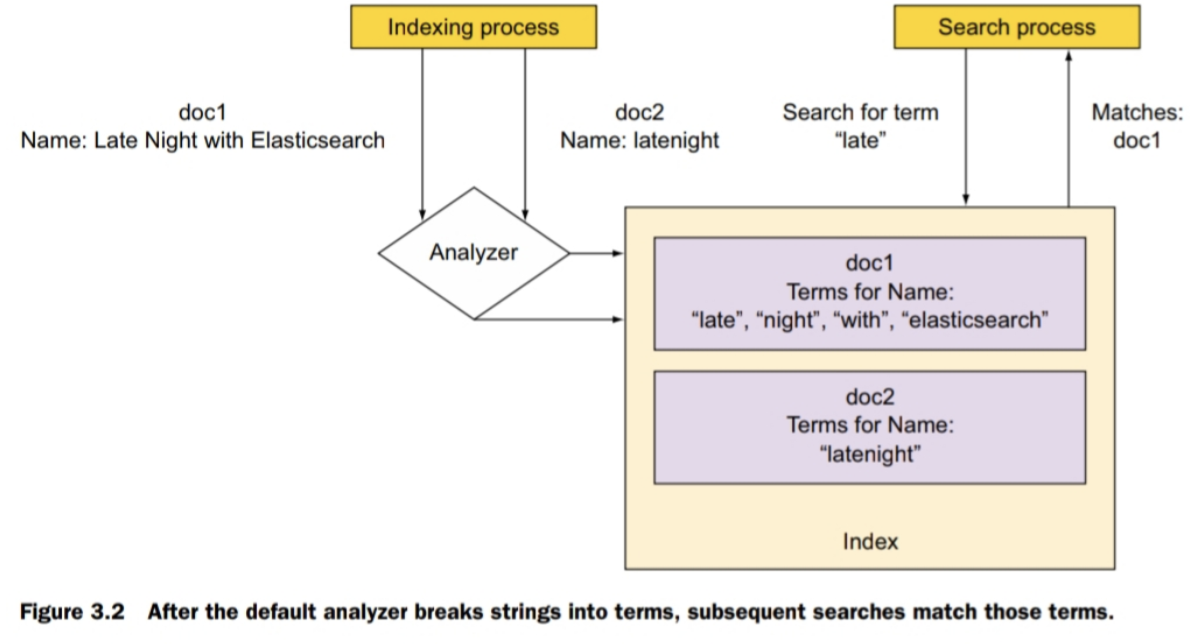 Indexing process
Search process
doc1
Name: Late Night with Elasticsearch
doc2
Name: latenight
Search for term
“late”
Matches:
doc1
Analyzer
doc1
Terms for Name:
“late”, “night”, “with”, “elasticsearch”
doc2
Terms for Name:
“latenight”
Index
Figure 3.2 After the default analyzer breaks strings into terms, subsequent searches match those terms.